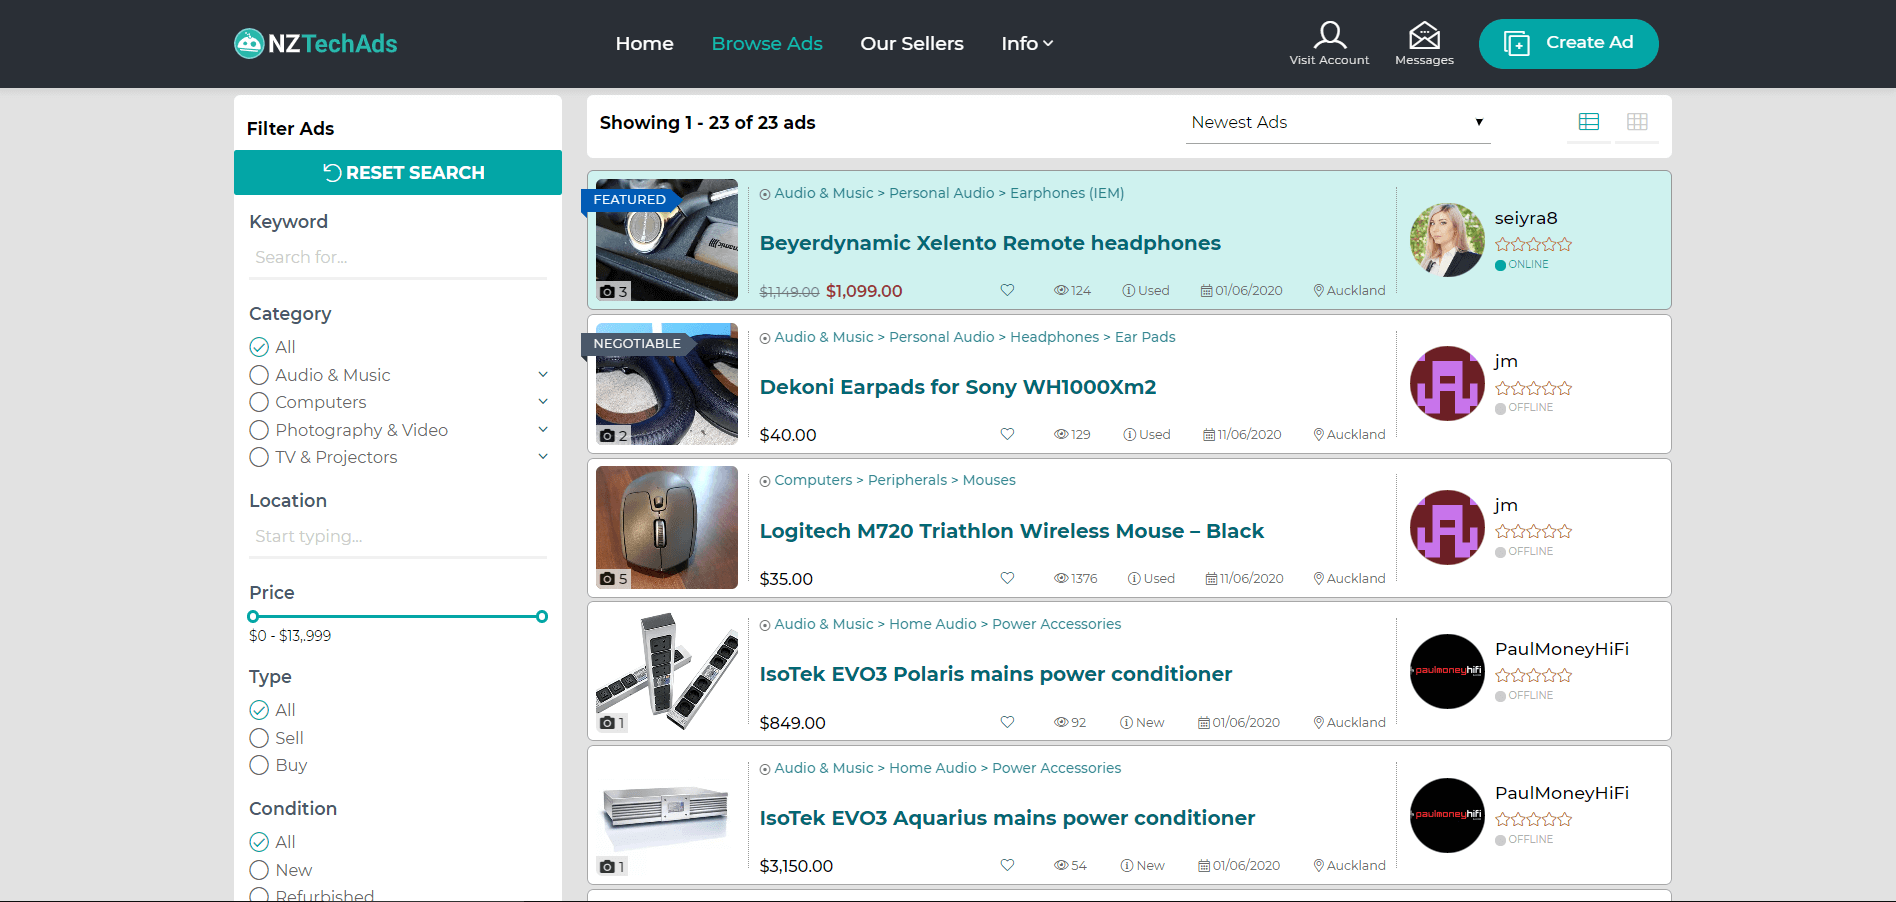 NZTechAds
Home
Browse Ads
Our Sellers
Info
Visit Account
Messages
Create Ad
Filter Ads
RESET SEARCH
Keyword
Search for...
Category
All
Audio & Music
Computers
Photography & Video
TV & Projectors
Location
Start typing...
Price
$0 - $13,.999
Type
All
Sell
Buy
Condition
All
New
Refurbished
Showing 1 - 23 of 23 ads
Newest Ads
FEATURED
3
Audio & Music > Personal Audio > Earphones (IEM)
Beyerdynamic Xelento Remote headphones
$1,149.00 $1,099.00
124
Used
01/06/2020
Auckland
seiyra8
ONLINE
NEGOTIABLE
2
Audio & Music > Personal Audio > Headphones > Ear Pads
Dekoni Earpads for Sony WH1000Xm2
$40.00
129
Used
11/06/2020
Auckland
jm
OFFLINE
5
Computers > Peripherals > Mouses
Logitech M720 Triathlon Wireless Mouse – Black
$35.00
1376
Used
11/06/2020
Auckland
jm
OFFLINE
1
Audio & Music > Home Audio > Power Accessories
IsoTek EVO3 Polaris mains power conditioner
$849.00
92
New
01/06/2020
Auckland
paulmoneyhifi
PaulMoneyHiFi
OFFLINE
1
Audio & Music > Home Audio > Power Accessories
IsoTek EVO3 Aquarius mains power conditioner
$3,150.00
54
New
01/06/2020
Auckland
paulmoneyhifi
PaulMoneyHiFi
OFFLINE